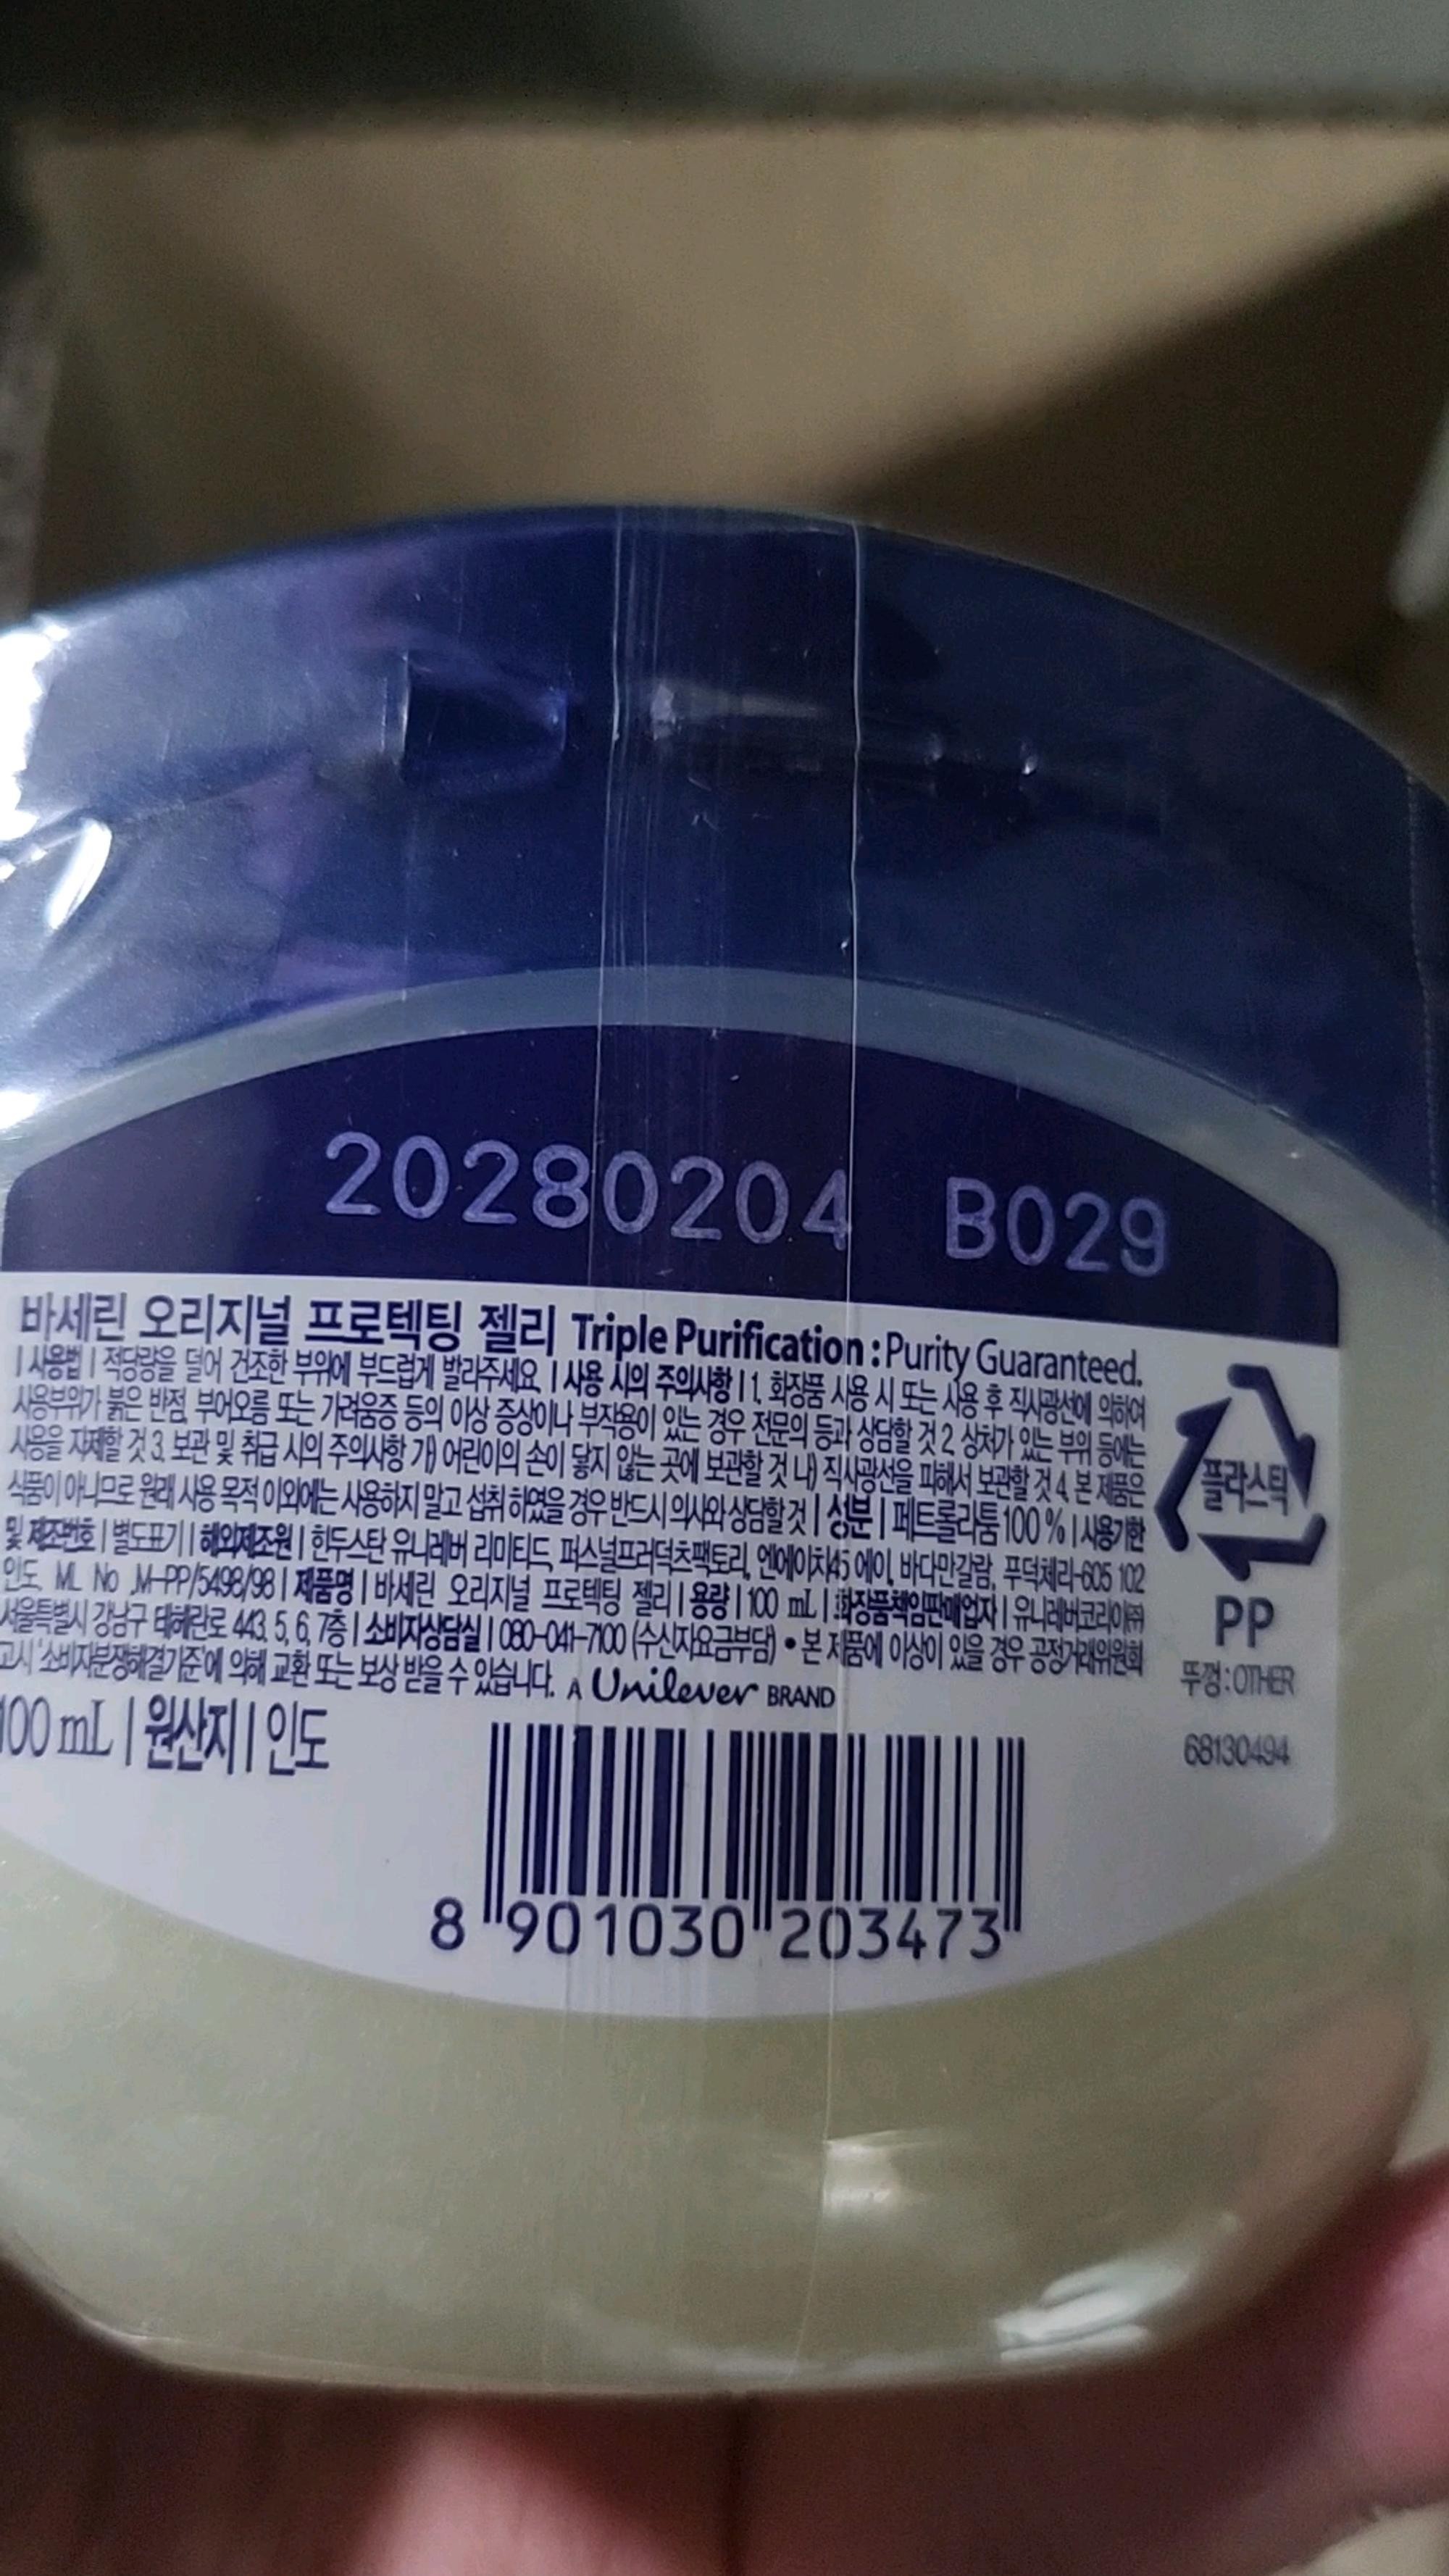 20280204 B029
바세린 오리지널 프로텍팅 젤리 Triple Purification : Purity Guaranteed.
| 사용법 | 적당량을 덜어 건조한 부위에 부드럽게 발라주세요. | 사용 시의 주의사항 | 1. 화장품 사용 시 또는 사용 후 직사광선에 의하여
사용부위가 붉은 반점, 부어오름 또는 가려움증 등의 이상 증상이나 부작용이 있는 경우 전문의 등과 상담할 것 2. 상처가 있는 부위 등에는
사용을 자제할 것 3. 보관 및 취급 시의 주의사항 가) 어린이의 손이 닿지 않는 곳에 보관할 것 나) 직사광선을 피해서 보관할 것 4. 본 제품은
식품이 아니므로 원래 사용 목적 이외에는 사용하지 말고 섭취 하였을 경우 반드시 의사와 상담할 것 | 성분 | 페트롤라툼 100 % | 사용기한
및 제조번호 | 별도표기 | 해외제조원 | 힌두스탄 유니레버 리미티드, 퍼스널프러덕츠팩토리, 엔에이치45 에이, 바다만갈람, 푸덕체리-605 102
인도, ML No .M-PP/5498/98 | 제품명 | 바세린 오리지널 프로텍팅 젤리 | 용량 | 100 mL | 화장품책임판매업자 | 유니레버코리아㈜
서울특별시 강남구 테헤란로 443, 5, 6, 7층 | 소비자상담실 | 080-041-7100 (수신자요금부담) • 본 제품에 이상이 있을 경우 공정거래위원회
고시 '소비자분쟁해결기준'에 의해 교환 또는 보상 받을 수 있습니다. A Unilever BRAND
100 mL | 원산지 | 인도
플라스틱
PP
뚜껑 : OTHER
68130494
8 901030 203473